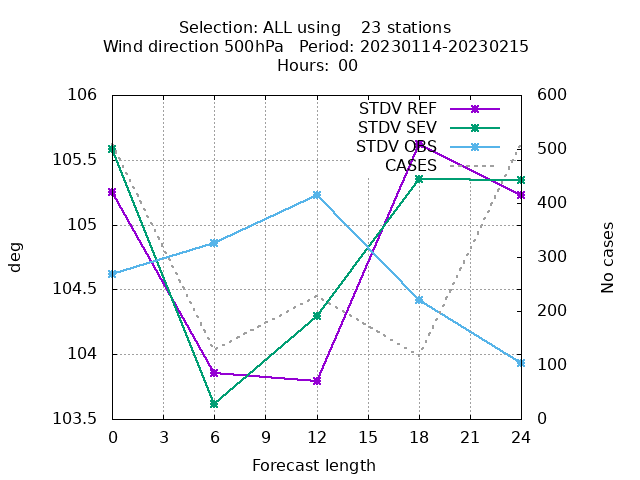 Selection: ALL using    23 stations
Wind direction 500hPa   Period: 20230114-20230215
Hours:  00
106
105.5
105
104.5
104
103.5
600
500
400
300
200
100
0
STDV REF
STDV SEV
STDV OBS
CASES
deg
No cases
0 3 6 9 12 15 18 21 24
Forecast length